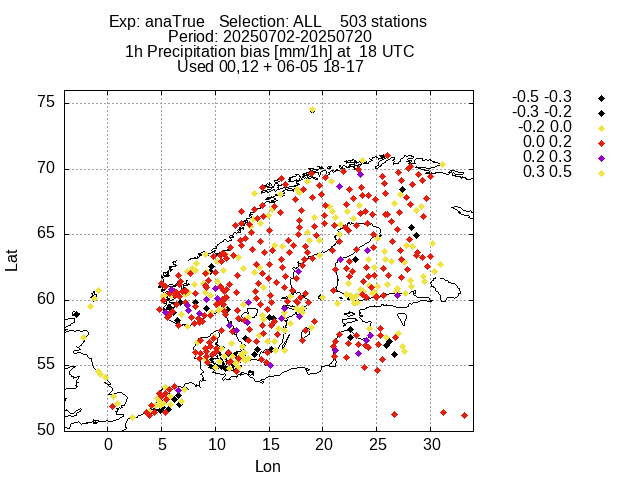 Exp: anaTrue   Selection: ALL    503 stations
Period: 20250702-20250720
1h Precipitation bias [mm/1h] at  18 UTC
Used 00,12 + 06-05 18-17
-0.5 -0.3
-0.3 -0.2
-0.2 0.0
0.0 0.2
0.2 0.3
0.3 0.5
75
70
65
60
55
50
Lat
0 5 10 15 20 25 30
Lon